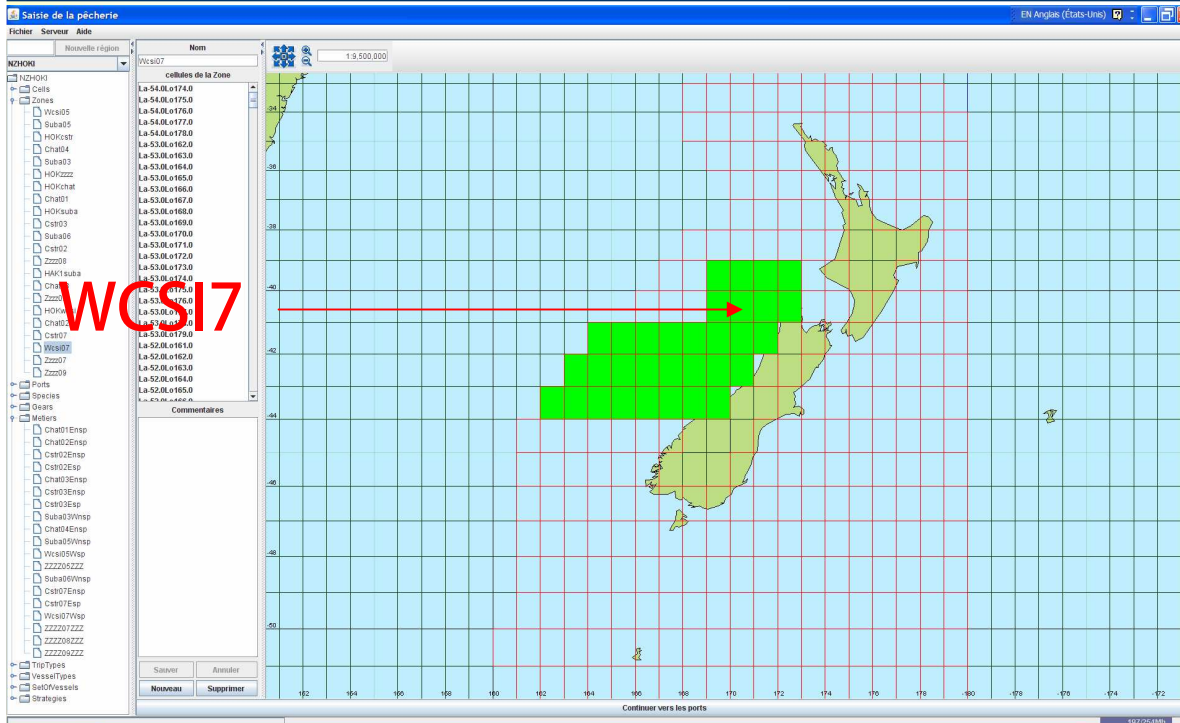 Saisie de la pêcherie
EN Anglais (États-Unis)
Fichier Serveur Aide
Nouvelle région
NZHOKI
NZHOKI
Cells
Zones
Wcsi05
Suba05
HOKcstr
Chat04
Suba03
HOKzzzz
HOKchat
Chat01
HOKsuba
Cstr03
Suba06
Cstr02
Zzzz08
HAK1suba
Cstr07
Wcsi07
Zzzz07
Zzzz09
Ports
Species
Gears
Metiers
Chat01Ensp
Chat02Ensp
Cstr02Ensp
Cstr02Esp
Chat03Ensp
Cstr03Ensp
Cstr03Esp
Suba03Wnsp
Chat04Ensp
Suba05Wnsp
Wcsi05Wsp
ZZZZ05ZZZ
Suba06Wnsp
Cstr07Ensp
Cstr07Esp
Wcsi07Wsp
ZZZZ07ZZZ
ZZZZ08ZZZ
ZZZZ09ZZZ
TripTypes
VesselTypes
SetOfVessels
Strategies
Nom
Wcsi07
cellules de la Zone
La-54.0Lo174.0
La-54.0Lo175.0
La-54.0Lo176.0
La-54.0Lo177.0
La-54.0Lo178.0
La-53.0Lo162.0
La-53.0Lo163.0
La-53.0Lo164.0
La-53.0Lo165.0
La-53.0Lo166.0
La-53.0Lo167.0
La-53.0Lo168.0
La-53.0Lo169.0
La-53.0Lo170.0
La-53.0Lo171.0
La-53.0Lo172.0
La-53.0Lo173.0
La-53.0Lo174.0
La-53.0Lo179.0
La-52.0Lo161.0
La-52.0Lo162.0
La-52.0Lo163.0
La-52.0Lo164.0
La-52.0Lo165.0
Commentaires
Sauver Annuler
Nouveau Supprimer
WCSI7
1:9,500,000
-34
-36
-38
-40
-42
-44
-46
-48
-50
162 164 166 168 160 162 164 166 168 170 172 174 176 178 -180 -178 -176 -174 -172
Continuer vers les ports
197/254Mb